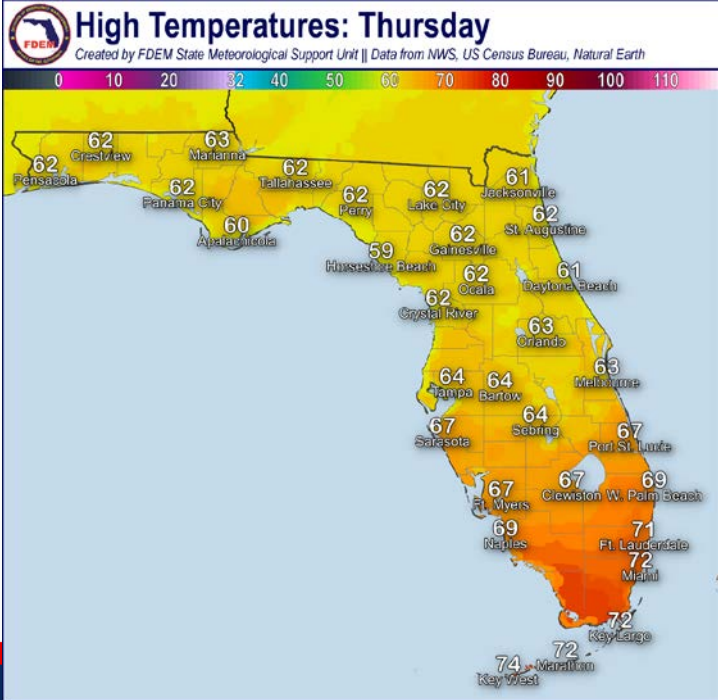 FDEM
High Temperatures: Thursday
Created by FDEM State Meteorological Support Unit || Data from NWS, US Census Bureau, Natural Earth
0 10 20 32 40 50 60 70 80 90 100 110
62
Crestview
63
Marianna
62
Pensacola
62
Tallahassee
61
Jacksonville
62
Panama City
62
Perry
62
Lake City
62
St. Augustine
60
Apalachicola
62
Gainesville
59
Horseshoe Beach
62
Ocala
61
Daytona Beach
62
Crystal River
63
Orlando
63
Melbourne
64
Tampa
64
Bartow
64
Sebring
67
Sarasota
67
Port St. Lucie
67
Ft. Myers
67
Clewiston
69
W. Palm Beach
69
Naples
71
Ft. Lauderdale
72
Miami
72
Key Largo
72
Marathon
74
Key West